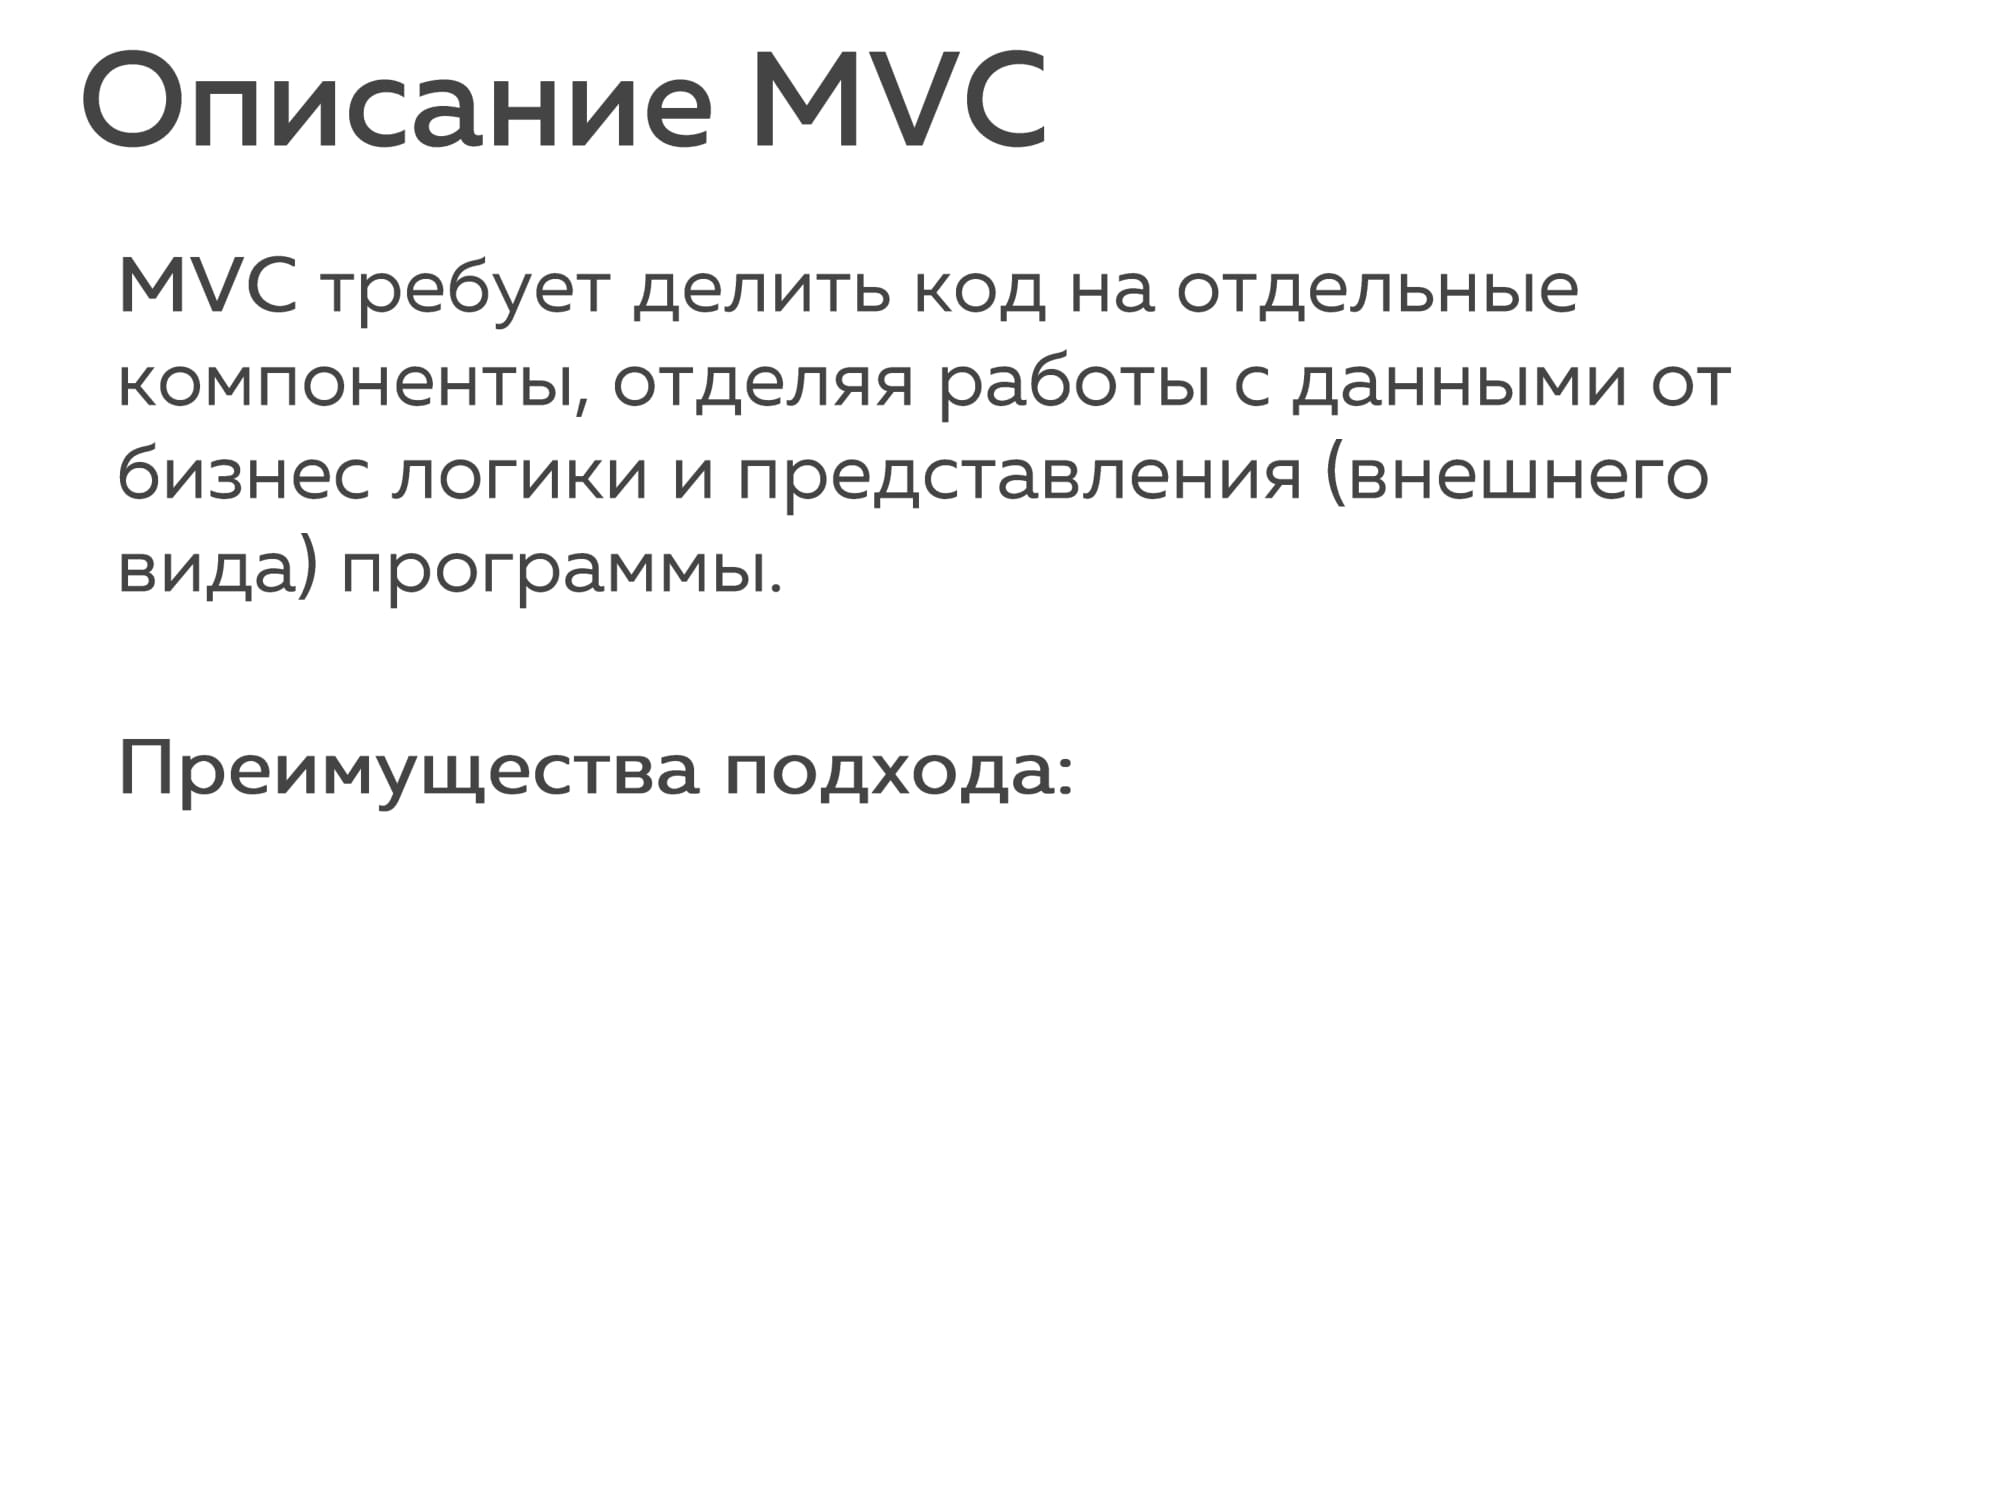 Описание MVC
MVC требует делить код на отдельные
компоненты, отделяя работы с данными от
бизнес логики и представления (внешнего
вида) программы.
Преимущества подхода: